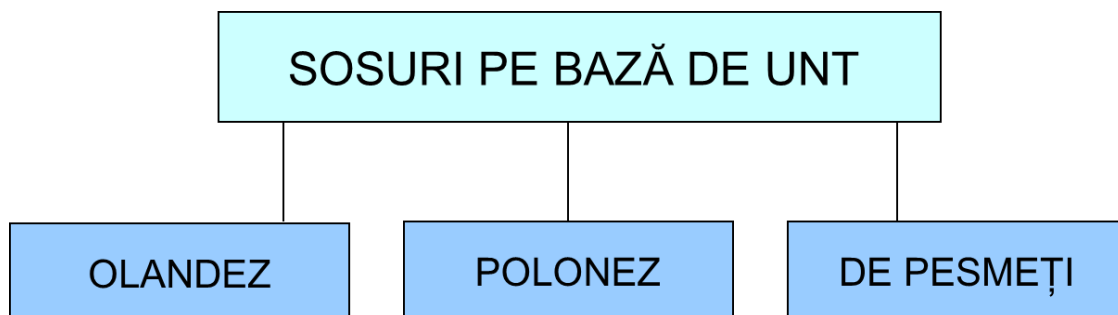 SOSURI PE BAZĂ DE UNT
OLANDEZ
POLONEZ
DE PESMEȚI